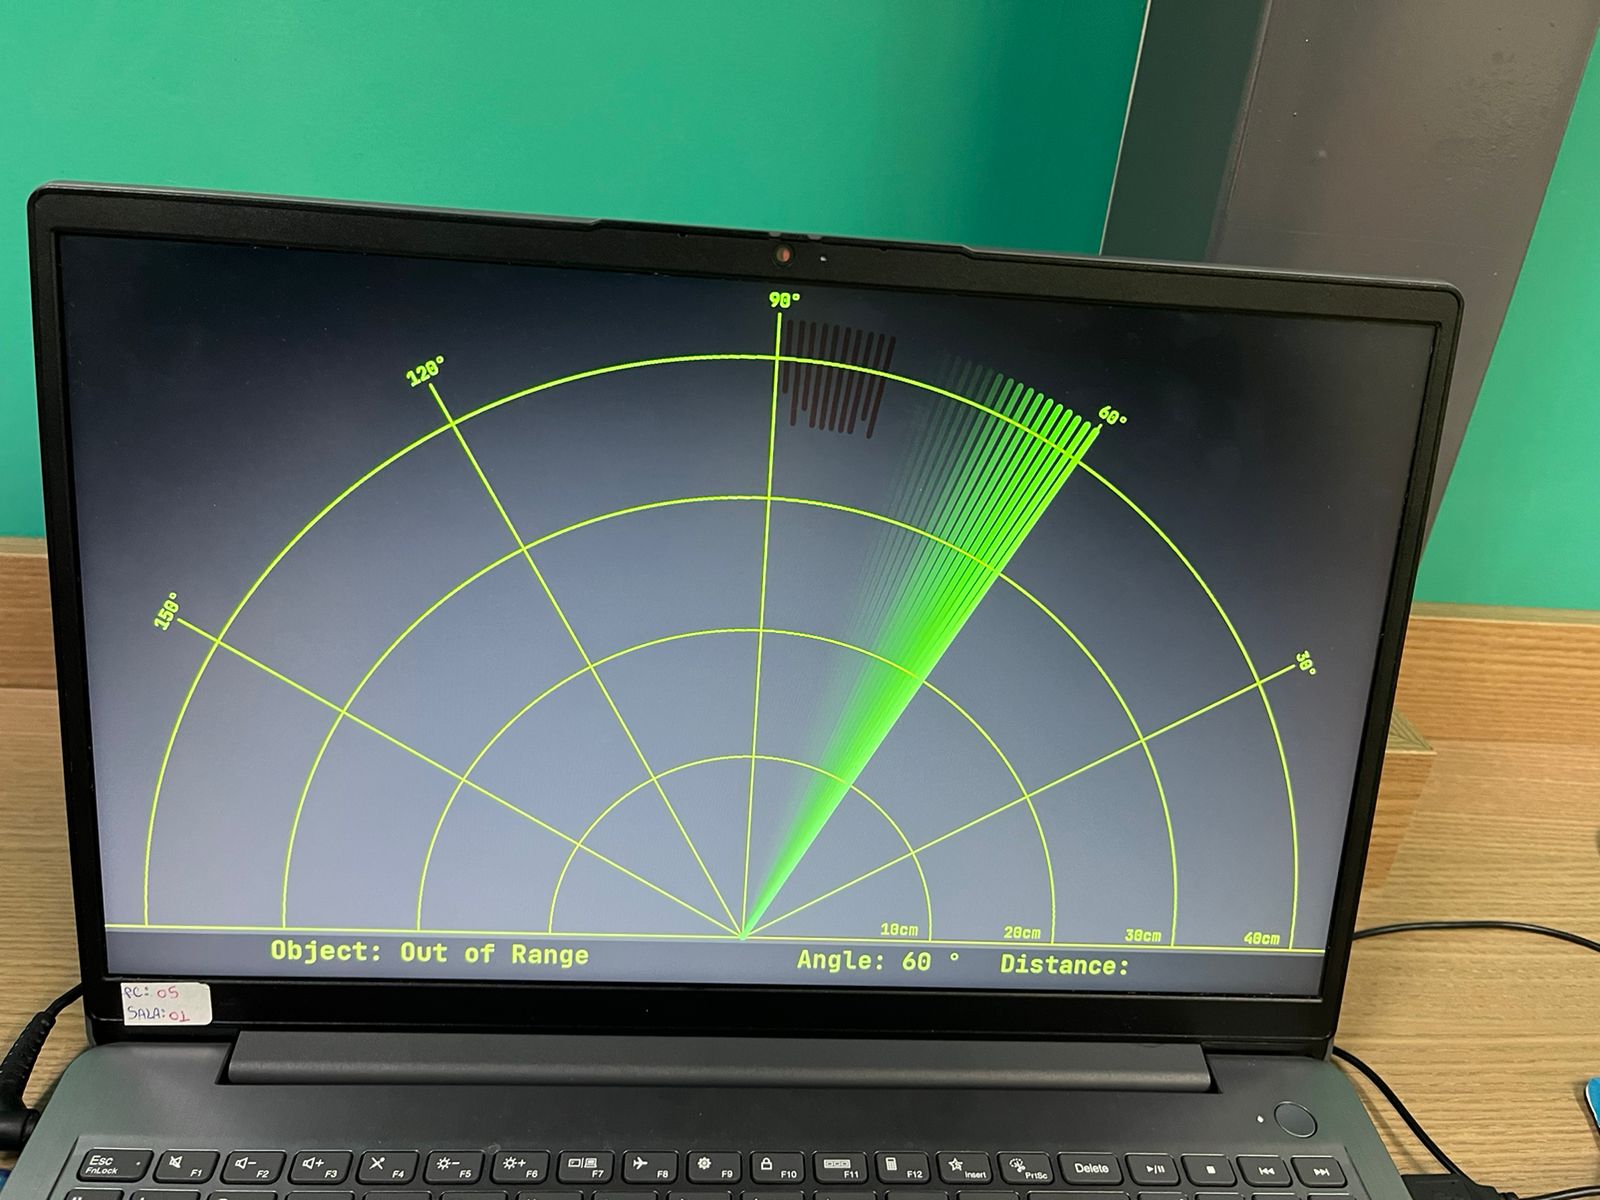 90°
120°
60°
150°
30°
10cm
20cm
30cm
40cm
Object: Out of Range
Angle: 60 °
Distance:
PC: 05
SALA: 01
Esc
FnLock
F1
F2
F3
F4
F5
F6
F7
F8
F9
F10
F11
F12
Insert
PrtSc
Delete